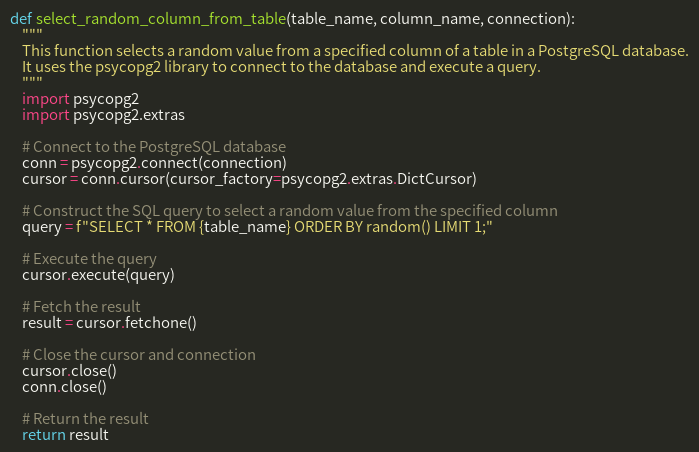 def select_random_column_from_table(table_name, column_name, connection):
    """
    This function selects a random value from a specified column of a table in a PostgreSQL database.
    It uses the psycopg2 library to connect to the database and execute a query.
    """
    import psycopg2
    import psycopg2.extras

    # Connect to the PostgreSQL database
    conn = psycopg2.connect(connection)
    cursor = conn.cursor(cursor_factory=psycopg2.extras.DictCursor)

    # Construct the SQL query to select a random value from the specified column
    query = f"SELECT * FROM {table_name} ORDER BY random() LIMIT 1;"

    # Execute the query
    cursor.execute(query)

    # Fetch the result
    result = cursor.fetchone()

    # Close the cursor and connection
    cursor.close()
    conn.close()

    # Return the result
    return result